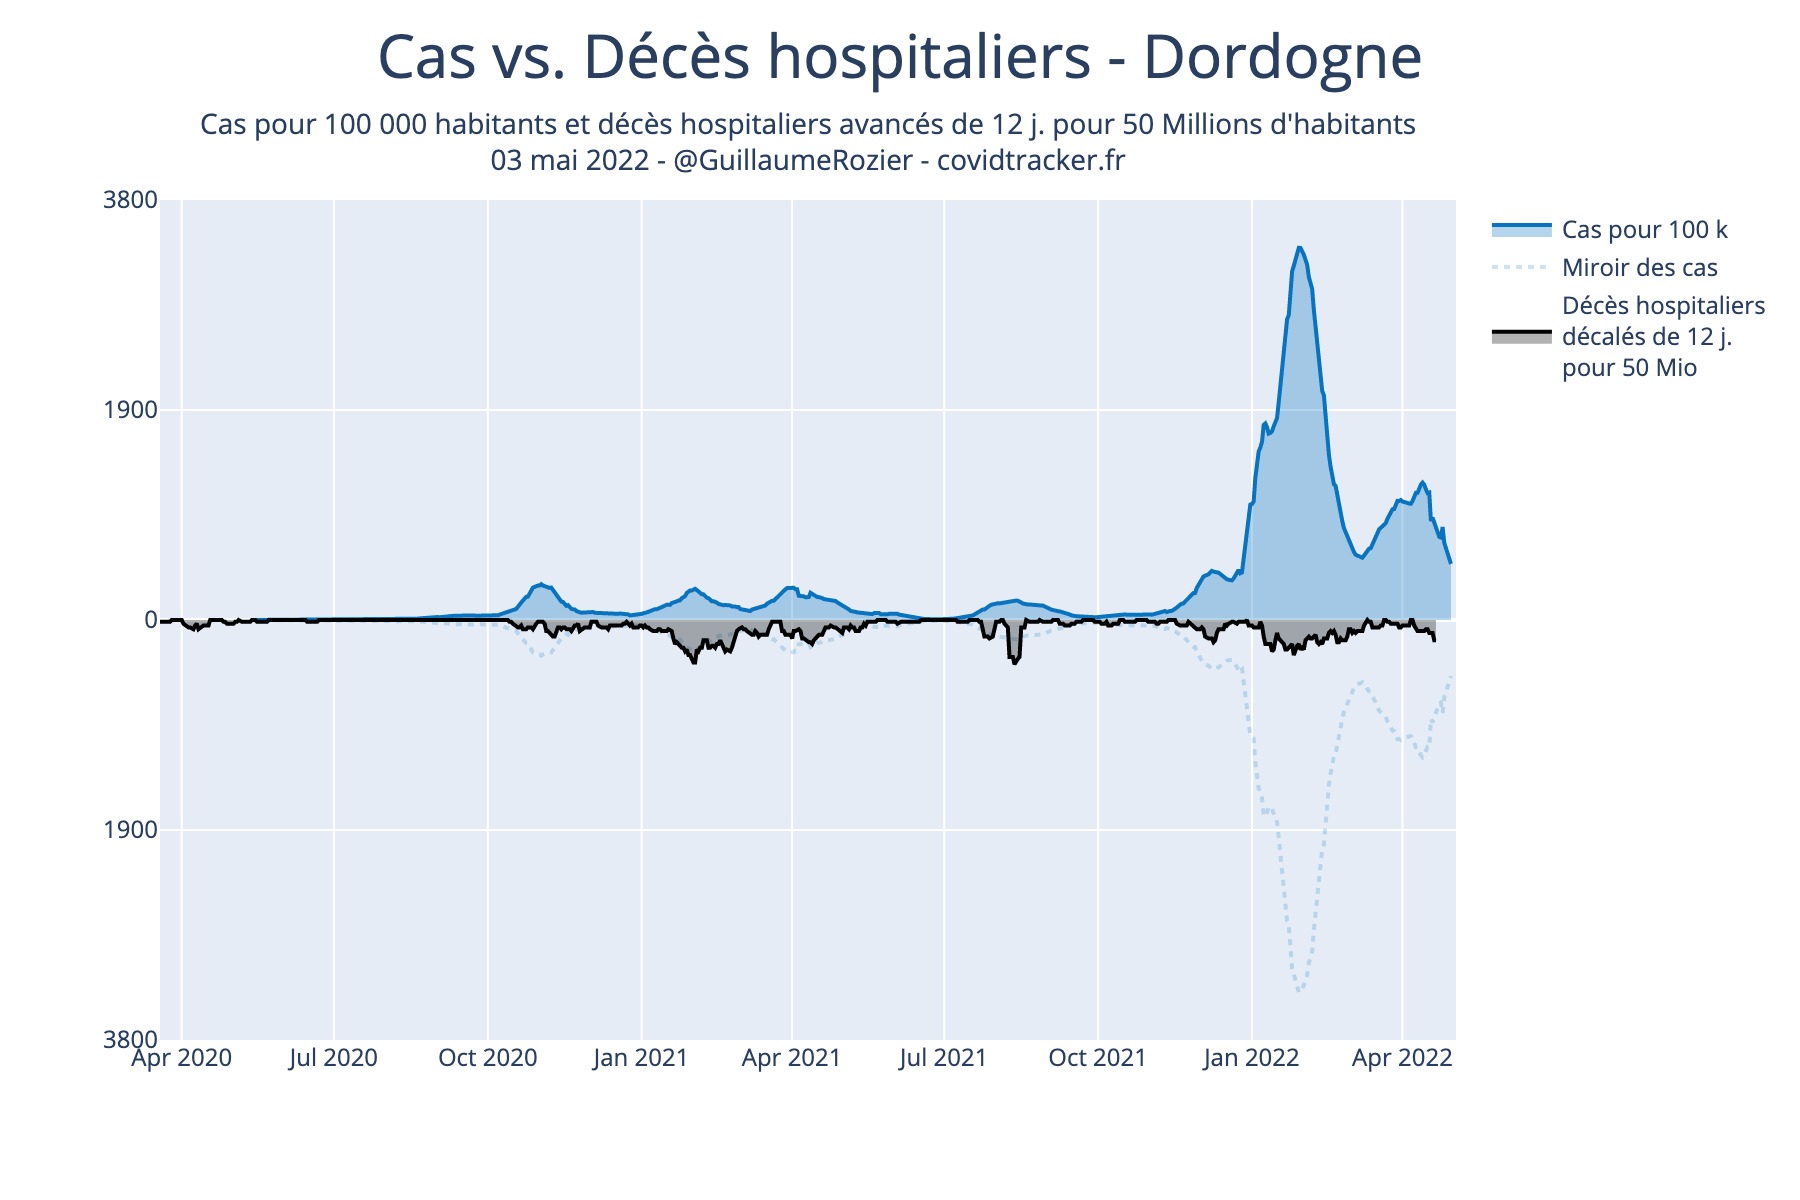 Cas vs. Décès hospitaliers - Dordogne
Cas pour 100 000 habitants et décès hospitaliers avancés de 12 j. pour 50 Millions d'habitants
03 mai 2022 - @GuillaumeRozier - covidtracker.fr
3800
1900
0
1900
3800
Apr 2020
Jul 2020
Oct 2020
Jan 2021
Apr 2021
Jul 2021
Oct 2021
Jan 2022
Apr 2022
Cas pour 100 k
Miroir des cas
Décès hospitaliers
décalés de 12 j.
pour 50 Mio